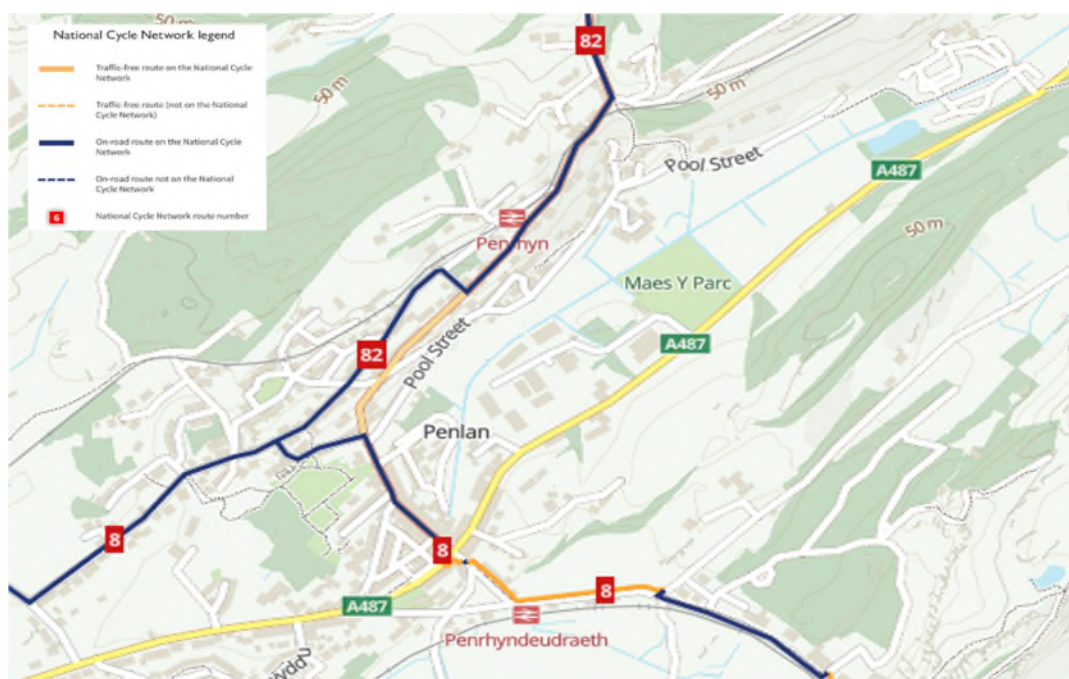 82
National Cycle Network legend
Traffic-free route on the National Cycle
Network
Traffic-free route (not on the National
Cycle Network)
On-road route on the National Cycle
Network
On-road route not on the National
Cycle Network
6
National Cycle Network route number
50 m
50 m
50 m
Pool Street
A487
50 m
Penrhyn
Maes Y Parc
A487
82
Pool Street
Penlan
8
8
8
A487
Penrhyndeudraeth